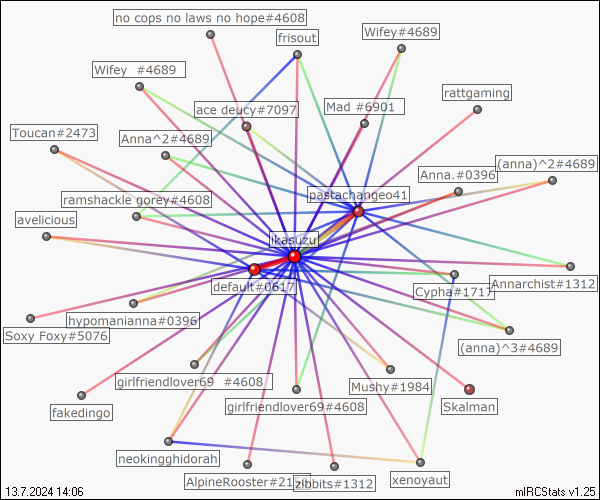 no cops no laws no hope#4608
frisout
Wifey#4689
Wifey  #4689
rattgaming
ace deucy#7097
Mad #6901
Toucan#2473
Anna^2#4689
(anna)^2#4689
Anna.#0396
pastachangeo41
ramshackle gorey#4608
avelicious
ikasuzu
default#0617
Cypha#1717
Annarchist#1312
hypomanianna#0396
Soxy Foxy#5076
(anna)^3#4689
girlfriendlover69  #4608
Mushy#1984
girlfriendlover69#4608
Skalman
fakedingo
neokingghidorah
zibbits#1312
xenoyaut
13.7.2024 14:06
mIRCStats v1.25